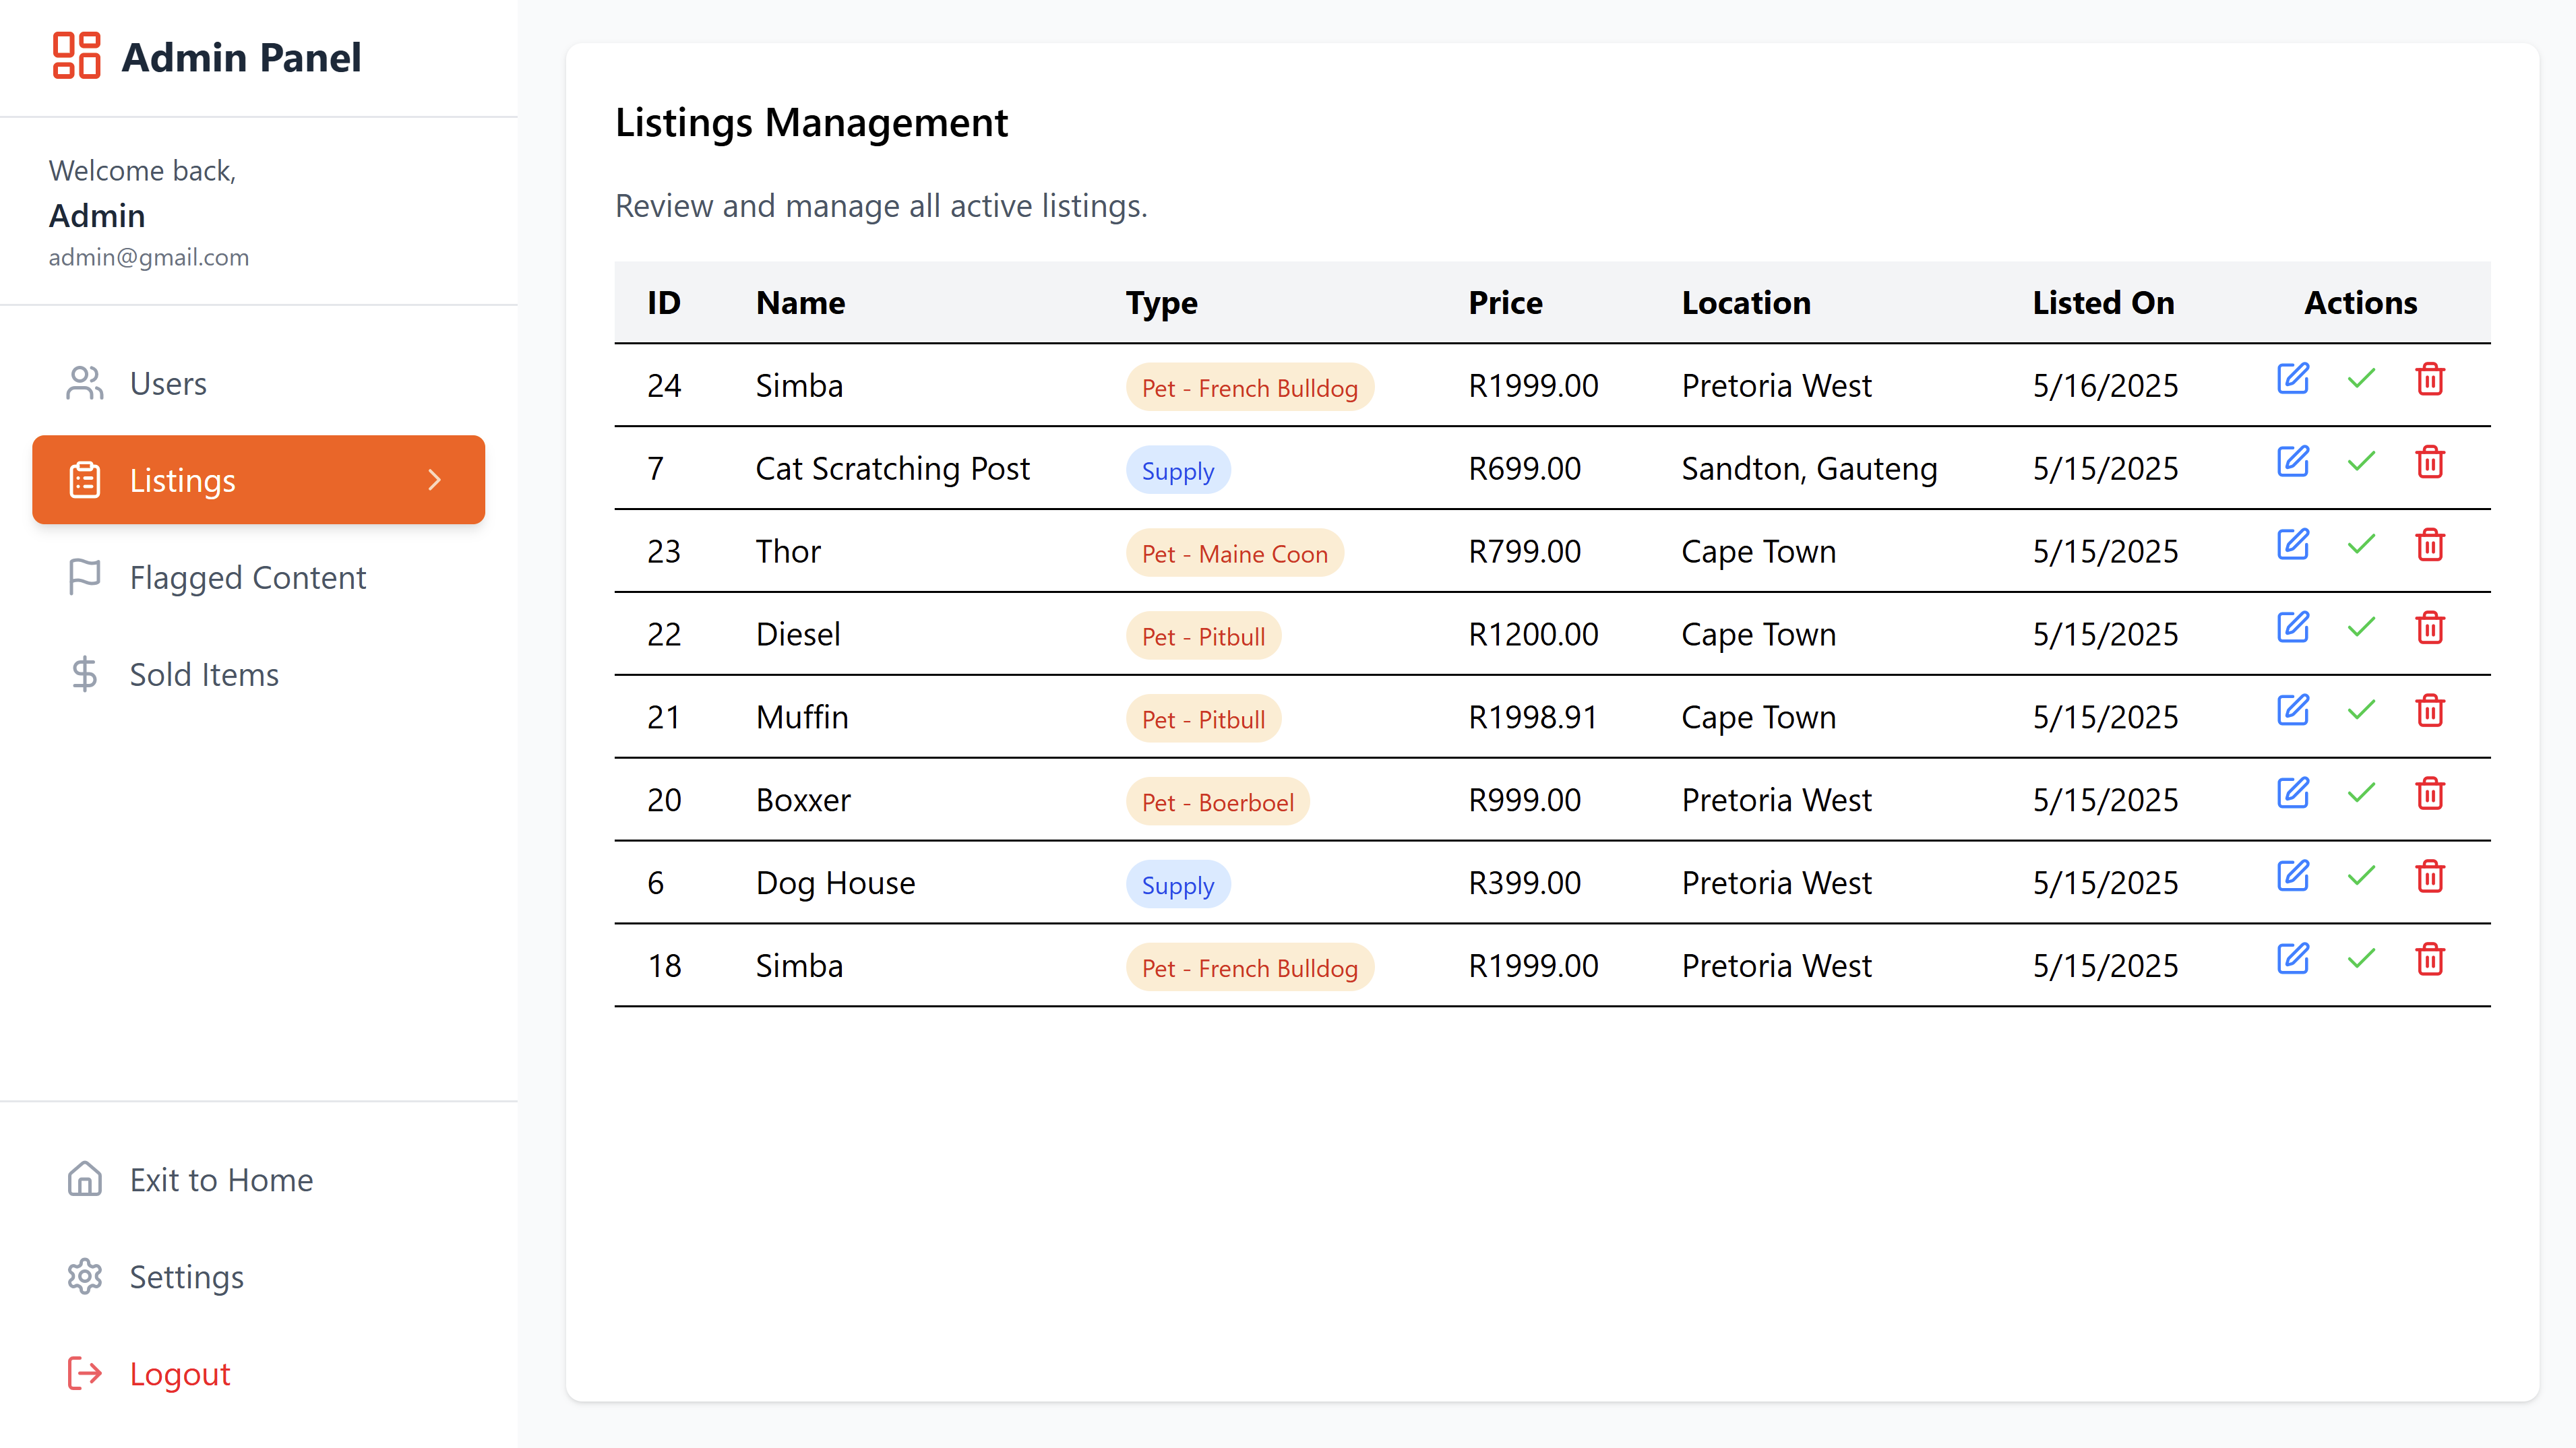 Admin Panel
Welcome back,
Admin
admin@gmail.com
Users
Listings
Flagged Content
Sold Items
Exit to Home
Settings
Logout
Listings Management
Review and manage all active listings.
ID Name Type Price Location Listed On Actions
24 Simba Pet - French Bulldog R1999.00 Pretoria West 5/16/2025
7 Cat Scratching Post Supply R699.00 Sandton, Gauteng 5/15/2025
23 Thor Pet - Maine Coon R799.00 Cape Town 5/15/2025
22 Diesel Pet - Pitbull R1200.00 Cape Town 5/15/2025
21 Muffin Pet - Pitbull R1998.91 Cape Town 5/15/2025
20 Boxxer Pet - Boerboel R999.00 Pretoria West 5/15/2025
6 Dog House Supply R399.00 Pretoria West 5/15/2025
18 Simba Pet - French Bulldog R1999.00 Pretoria West 5/15/2025